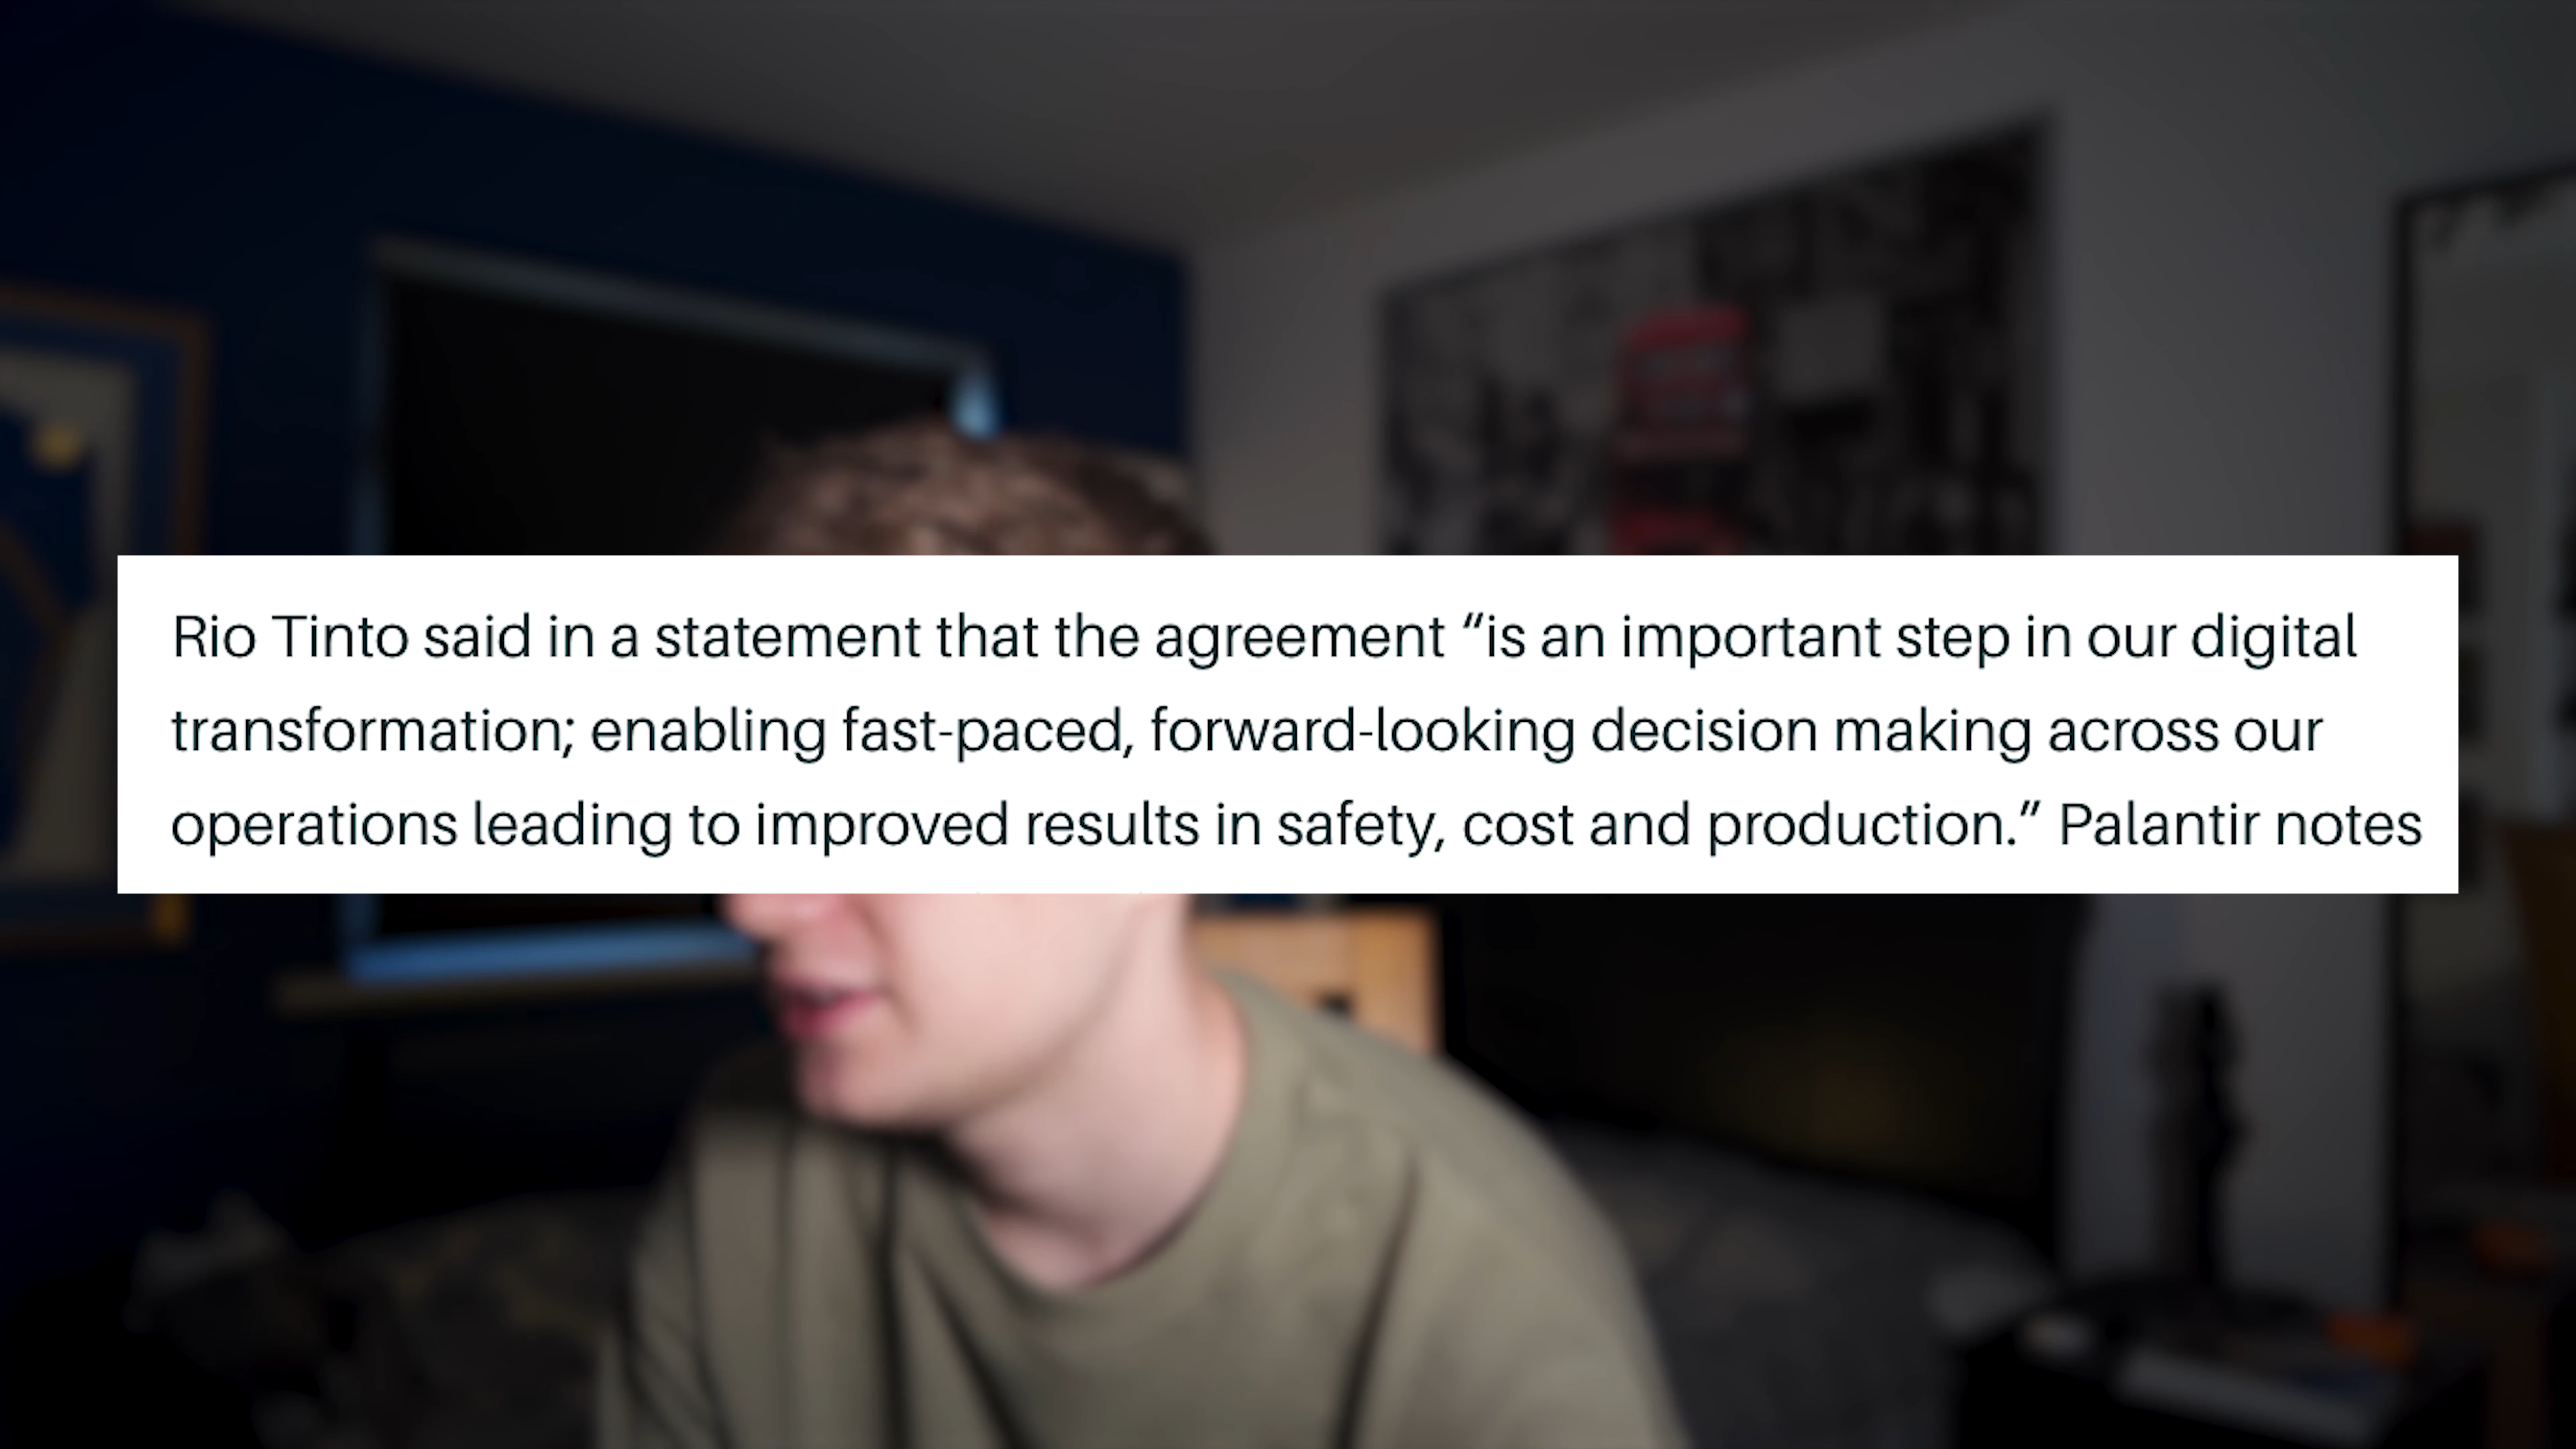 Rio Tinto said in a statement that the agreement “is an important step in our digital
transformation; enabling fast-paced, forward-looking decision making across our
operations leading to improved results in safety, cost and production.” Palantir notes